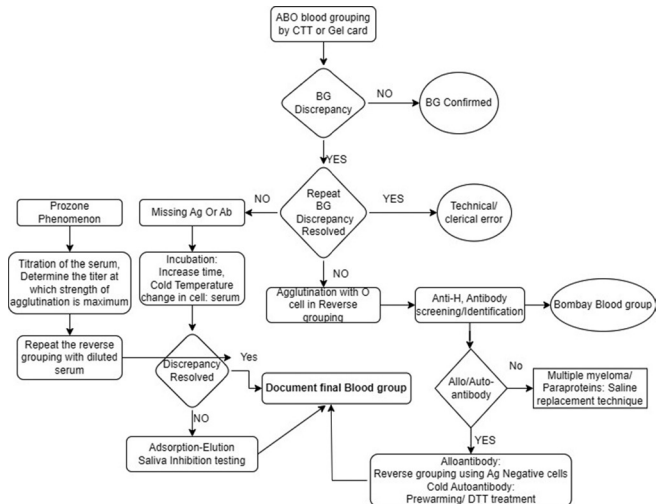 ABO blood grouping
by CTT or Gel card
BG
Discrepancy
NO
BG Confirmed
YES
Prozone
Phenomenon
Missing Ag Or Ab
NO
Repeat
BG
Discrepancy
Resolved
YES
Technical/
clerical error
Titration of the serum,
Determine the titer at
which strength of
agglutination is maximum
Incubation:
Increase time,
Cold Temperature
change in cell: serum
NO
Agglutination with O
cell in Reverse
grouping
Anti-H, Antibody
screening/Identification
Bombay Blood group
Repeat the reverse
grouping with diluted
serum
Discrepancy
Resolved
Yes
Document final Blood group
Allo/Auto-
antibody
No
Multiple myeloma/
Paraproteins: Saline
replacement technique
NO
YES
Adsorption-Elution
Saliva Inhibition testing
Alloantibody:
Reverse grouping using Ag Negative cells
Cold Autoantibody:
Prewarming/ DTT treatment